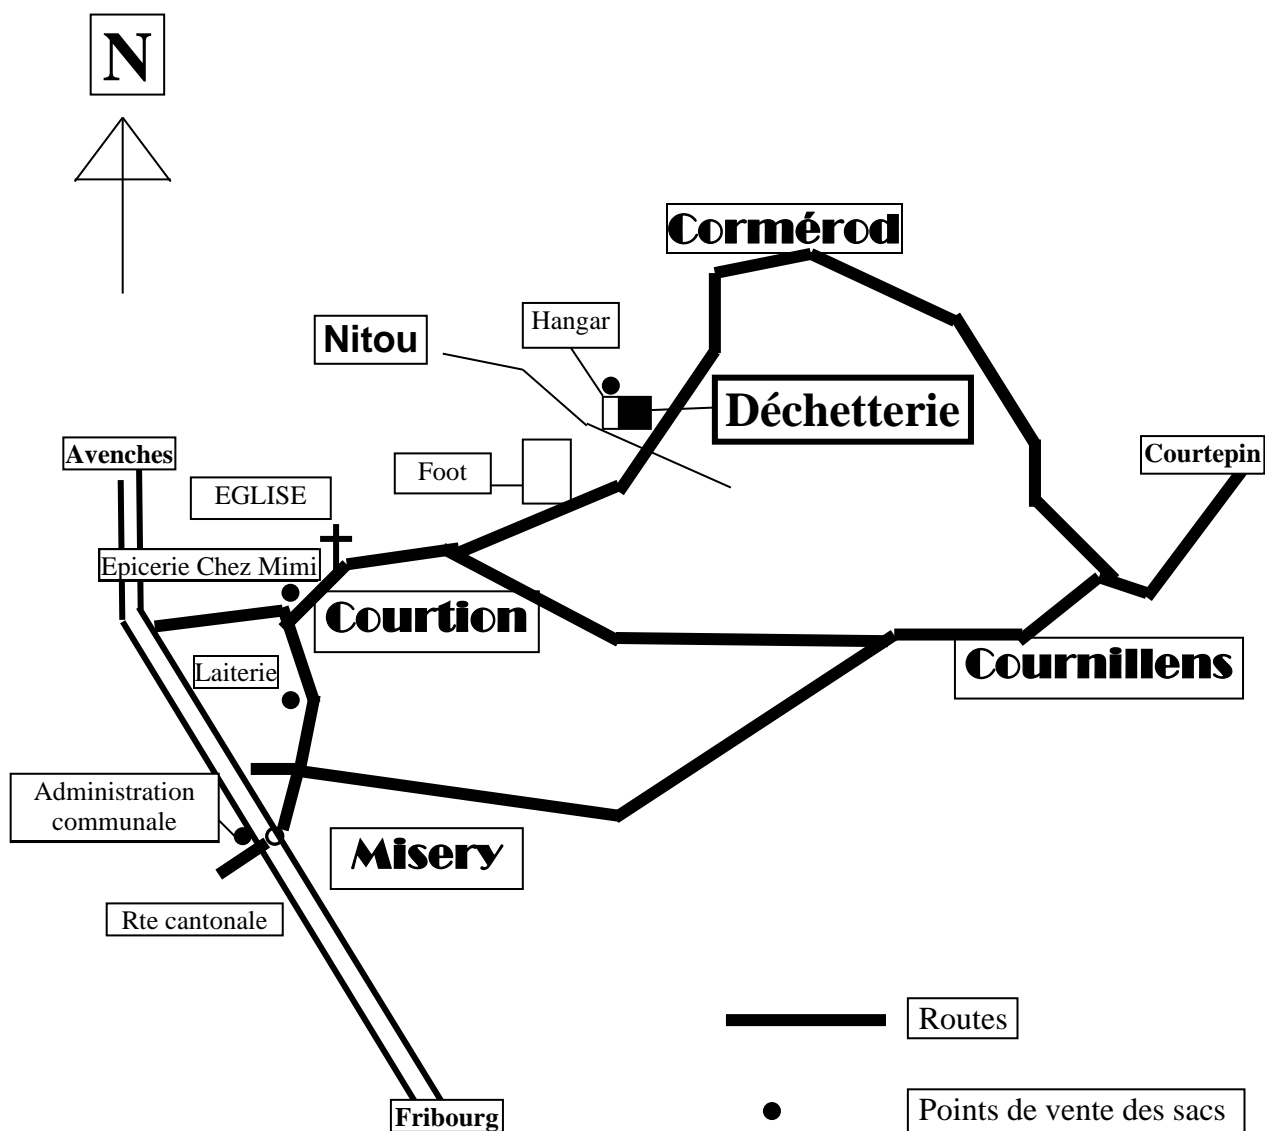 N
Cormérod
Hangar
Nitou
Déchetterie
Avenches
Courtepin
Foot
EGLISE
Epicerie Chez Mimi
Courtion
Laiterie
Cournillens
Administration
communale
Misery
Rte cantonale
Routes
Fribourg
Points de vente des sacs